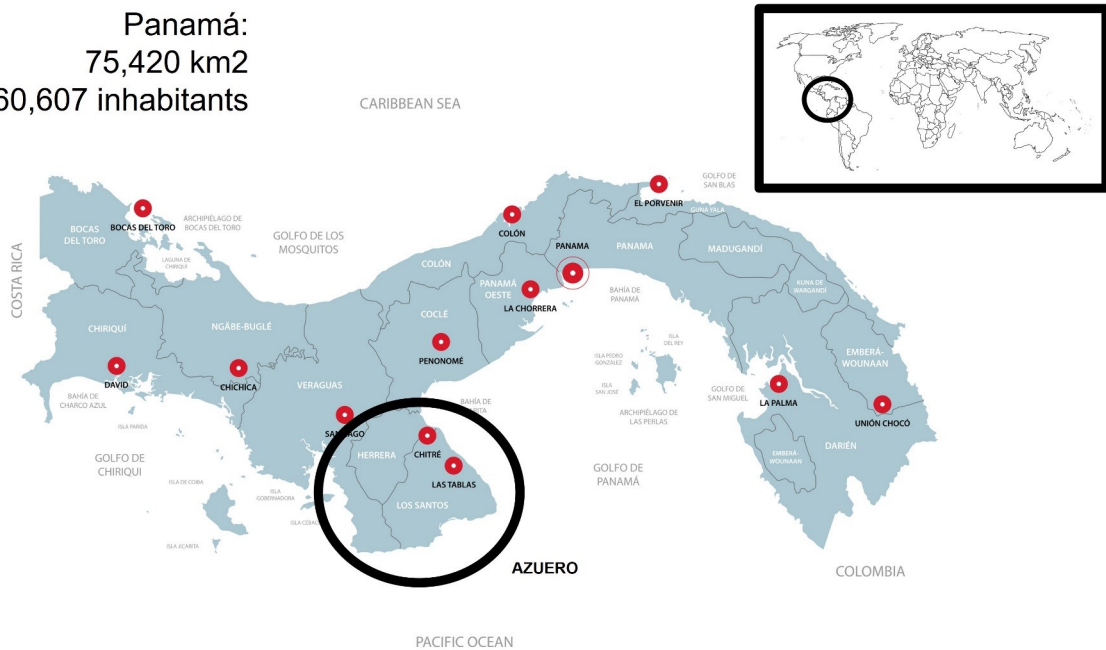 Panamá:
75,420 km2
60,607 inhabitants
CARIBBEAN SEA
GOLFO DE
SAN BLAS
EL PORVENIR
GUNA YALA
BOCAS DEL TORO
ARCHIPIÉLAGO DE
BOCAS DEL TORO
BOCAS
DEL TORO
LAGUNA DE
CHIRIQUI
GOLFO DE LOS
MOSQUITOS
COLÓN
COLÓN
PANAMA
PANAMA
MADUGANDÍ
COSTA RICA
PANAMÁ
OESTE
LA CHORRERA
BAHÍA DE
PANAMÁ
KUNA DE
WARGANDÍ
CHIRIQUÍ
NGÄBE-BUGLÉ
COCLÉ
PENONOMÉ
ISLA
DEL REY
ISLA PEDRO
GONZÁLEZ
ISLA
SAN JOSÉ
EMBERÁ-
WOUNAAN
DAVID
CHICHICA
VERAGUAS
BAHÍA DE
CHARCO AZUL
GOLFO DE
SAN MIGUEL
LA PALMA
ARCHIPIÉLAGO DE
LAS PERLAS
UNIÓN CHOCÓ
ISLA PARIDA
BAHÍA DE
SANTIAGO
CHITRÉ
HERRERA
LAS TABLAS
LOS SANTOS
GOLFO DE
CHIRIQUI
ISLA DE COIBA
ISLA
GOBERNADORA
ISLA CEBACO
ISLA JICARITA
GOLFO DE
PANAMÁ
EMBERÁ-
WOUNAAN
DARIÉN
AZUERO
COLOMBIA
PACIFIC OCEAN